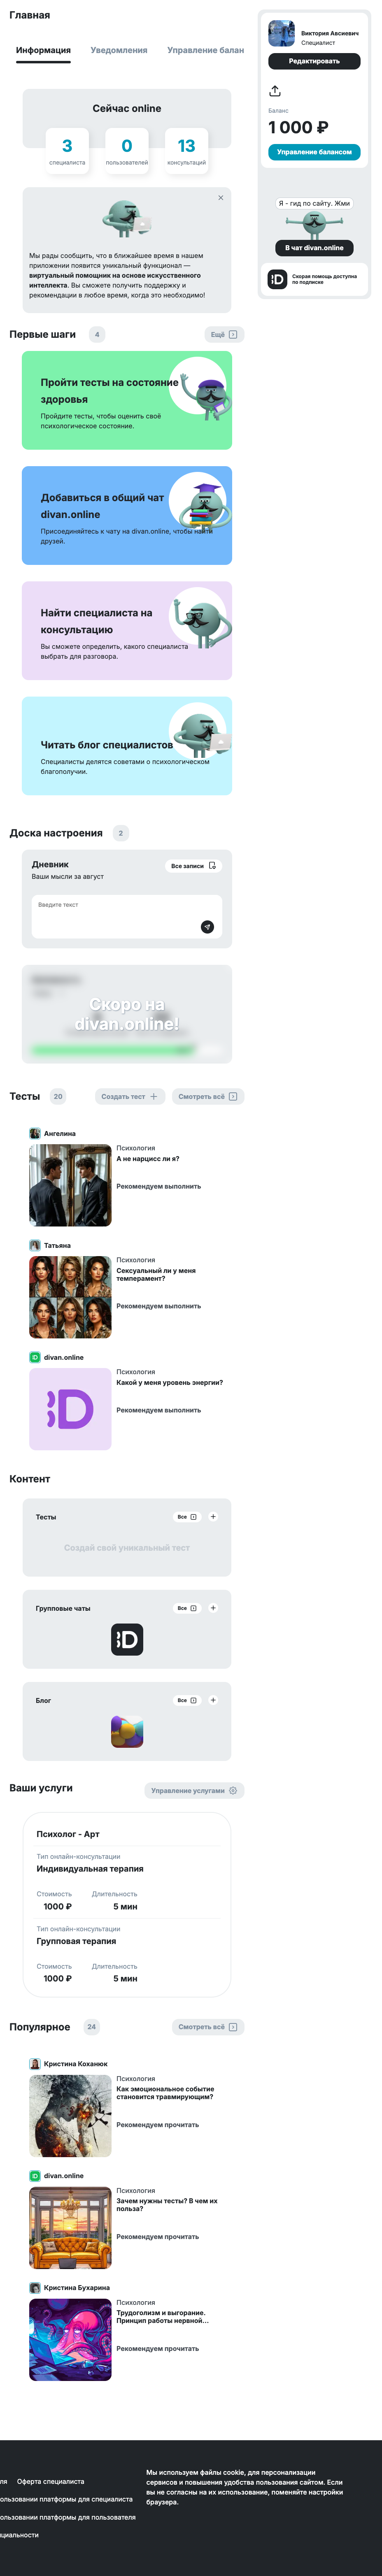 Главная
Информация
Уведомления
Управление балан
Виктория Авсиевич
Специалист
Редактировать
Баланс
1 000 ₽
Управление балансом
Я - гид по сайту. Жми
В чат divan.online
Скорая помощь доступна
по подписке
Сейчас online
3
0
13
специалиста
пользователей
консультаций
Мы рады сообщить, что в ближайшее время в нашем
приложении появится уникальный функционал —
виртуальный помощник на основе искусственного
интеллекта. Вы сможете получить поддержку и
рекомендации в любое время, когда это необходимо!
Первые шаги
4
Ещё
Пройти тесты на состояние
здоровья
Пройдите тесты, чтобы оценить своё
психологическое состояние.
Добавиться в общий чат
divan.online
Присоединяйтесь к чату на divan.online, чтобы найти
друзей.
Найти специалиста на
консультацию
Вы сможете определить, какого специалиста
выбрать для разговора.
Читать блог специалистов
Специалисты делятся советами о психологическом
благополучии.
Доска настроения
2
Дневник
Ваши мысли за август
Все записи
Введите текст
Скоро на
divan.online!
Тесты
20
Создать тест
Смотреть всё
Ангелина
Психология
А не нарцисс ли я?
Рекомендуем выполнить
Татьяна
Психология
Сексуальный ли у меня
темперамент?
Рекомендуем выполнить
divan.online
Психология
Какой у меня уровень энергии?
Рекомендуем выполнить
Контент
Тесты
Все
Создай свой уникальный тест
Групповые чаты
Все
Блог
Все
Ваши услуги
Управление услугами
Психолог - Арт
Тип онлайн-консультации
Индивидуальная терапия
Стоимость
Длительность
1000 ₽
5 мин
Тип онлайн-консультации
Групповая терапия
Стоимость
Длительность
1000 ₽
5 мин
Популярное
24
Смотреть всё
Кристина Коханюк
Психология
Как эмоциональное событие
становится травмирующим?
Рекомендуем прочитать
divan.online
Психология
Зачем нужны тесты? В чем их
польза?
Рекомендуем прочитать
Кристина Бухарина
Психология
Трудоголизм и выгорание.
Принцип работы нервной...
Рекомендуем прочитать
ля
Оферта специалиста
ользовании платформы для специалиста
ользовании платформы для пользователя
циальности
Мы используем файлы cookie, для персонализации
сервисов и повышения удобства пользования сайтом. Если
вы не согласны на их использование, поменяйте настройки
браузера.